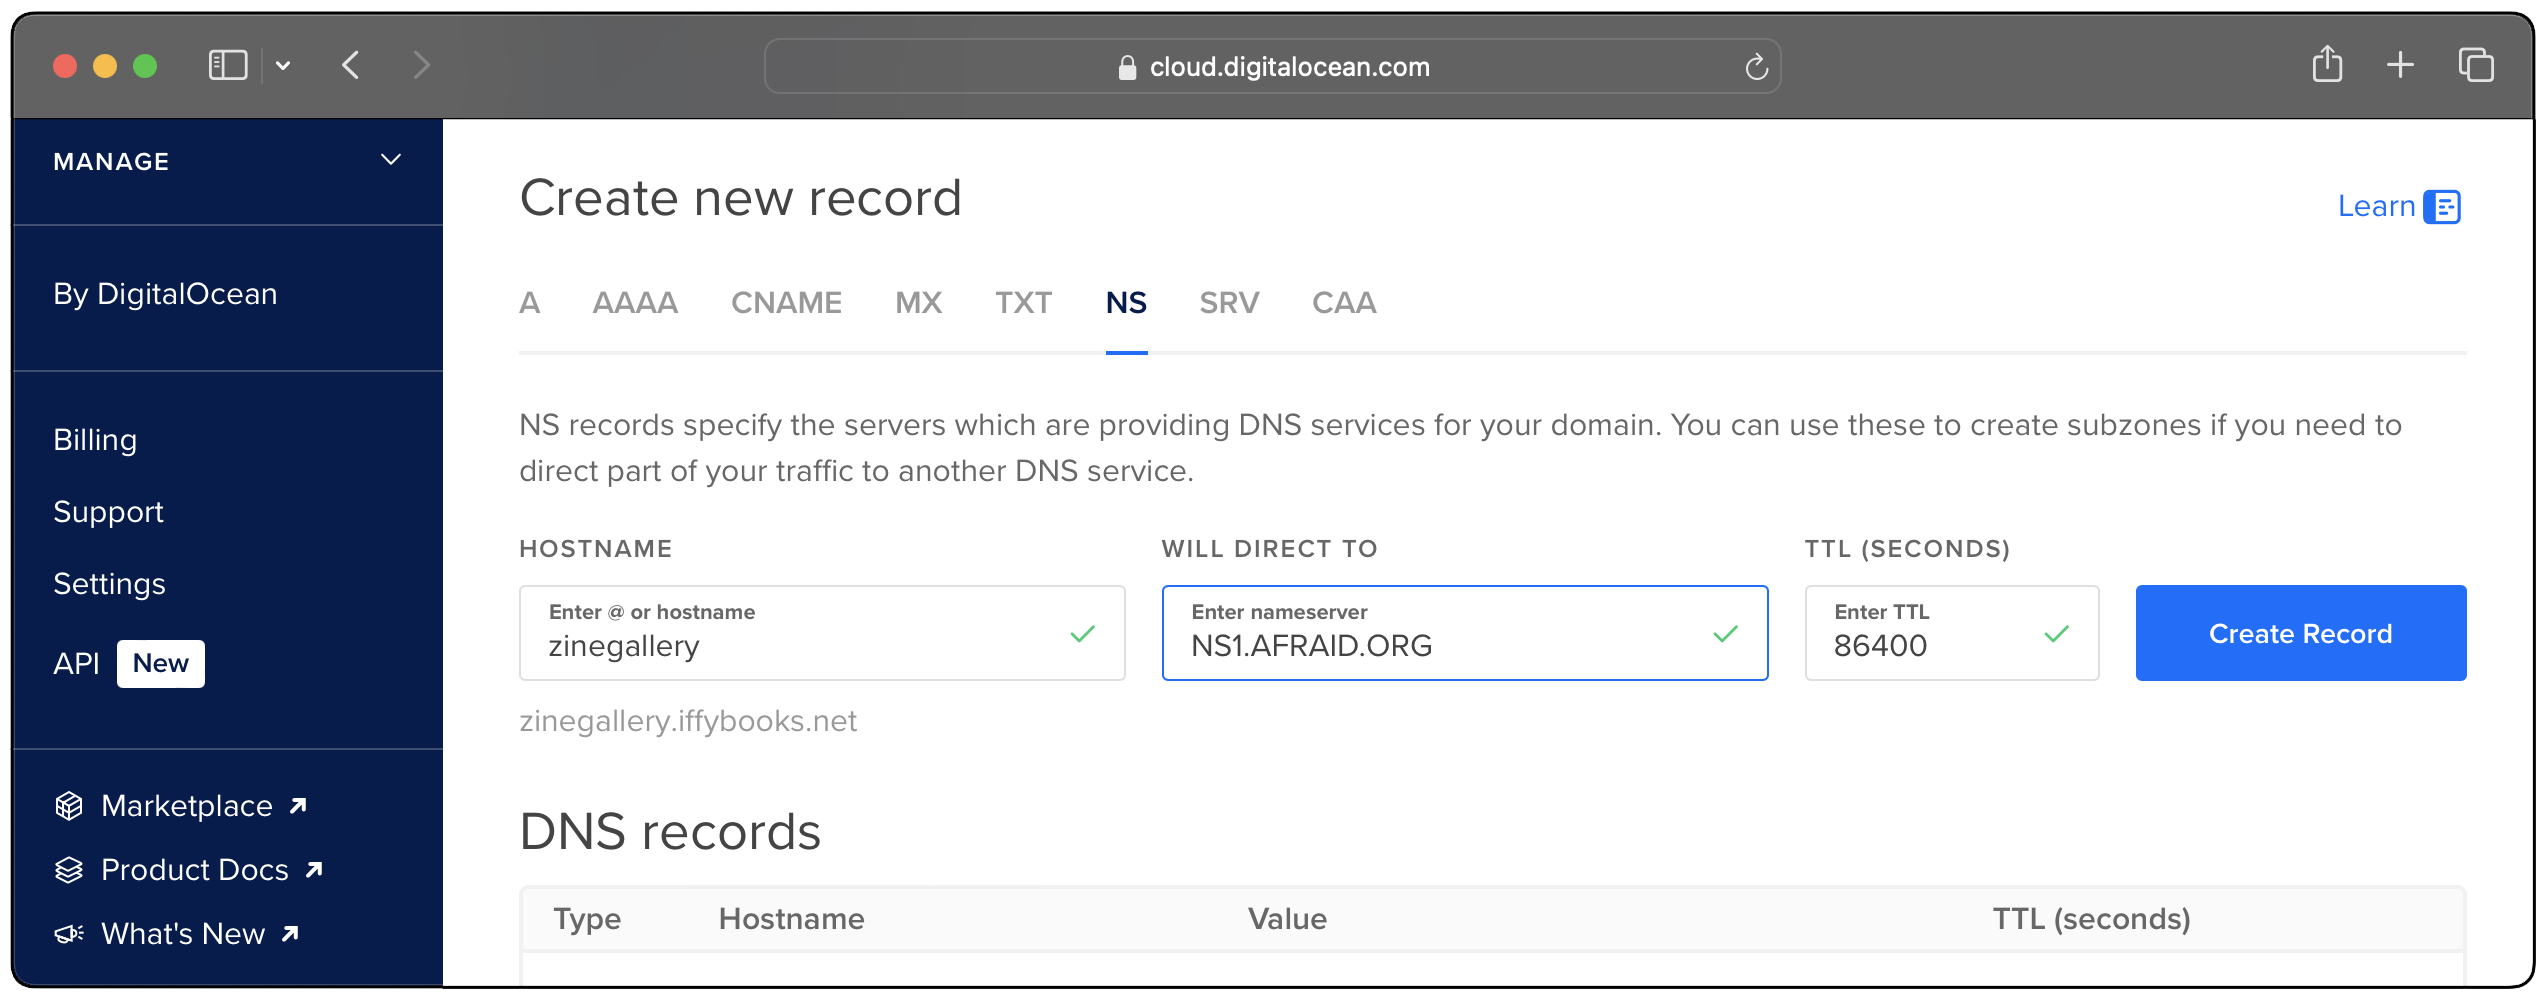 cloud.digitalocean.com
MANAGE
By DigitalOcean
Billing
Support
Settings
API New
Marketplace
Product Docs
What's New
Create new record
Learn
A AAAA CNAME MX TXT NS SRV CAA
NS records specify the servers which are providing DNS services for your domain. You can use these to create subzones if you need to
direct part of your traffic to another DNS service.
HOSTNAME WILL DIRECT TO TTL (SECONDS)
Enter @ or hostname Enter nameserver Enter TTL
zinegallery NS1.AFRAID.ORG 86400 Create Record
zinegallery.iffybooks.net
DNS records
Type Hostname Value TTL (seconds)